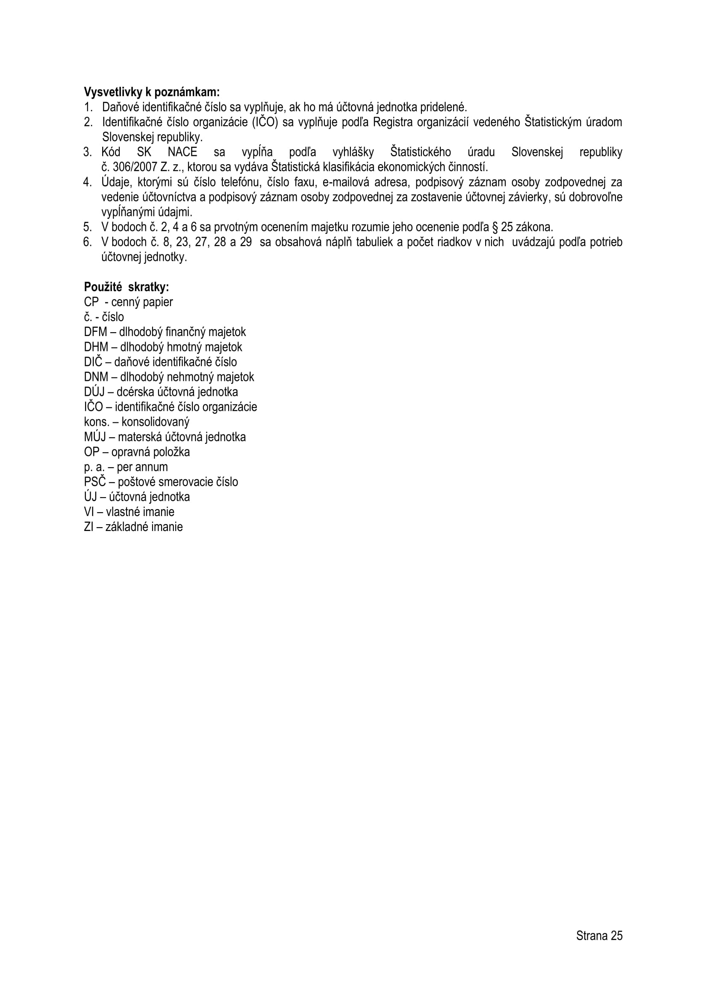 Vysvetlivky k poznámkam:
1. Daňové identifikačné číslo sa vyplňuje, ak ho má účtovná jednotka pridelené.
2. Identifikačné číslo organizácie (IČO) sa vyplňuje podľa Registra organizácií vedeného Štatistickým úradom
Slovenskej republiky.
3. Kód SK NACE sa vypĺňa podľa vyhlášky Štatistického úradu Slovenskej republiky
č. 306/2007 Z. z., ktorou sa vydáva Štatistická klasifikácia ekonomických činností.
4. Údaje, ktorými sú číslo telefónu, číslo faxu, e-mailová adresa, podpisový záznam osoby zodpovednej za
vedenie účtovníctva a podpisový záznam osoby zodpovednej za zostavenie účtovnej závierky, sú dobrovoľne
vypĺňanými údajmi.
5. V bodoch č. 2, 4 a 6 sa prvotným ocenením majetku rozumie jeho ocenenie podľa § 25 zákona.
6. V bodoch č. 8, 23, 27, 28 a 29  sa obsahová náplň tabuliek a počet riadkov v nich  uvádzajú podľa potrieb
účtovnej jednotky.
Použité  skratky:
CP  - cenný papier
č. - číslo
DFM – dlhodobý finančný majetok
DHM – dlhodobý hmotný majetok
DIČ – daňové identifikačné číslo
DNM – dlhodobý nehmotný majetok
DÚJ – dcérska účtovná jednotka
IČO – identifikačné číslo organizácie
kons. – konsolidovaný
MÚJ – materská účtovná jednotka
OP – opravná položka
p. a. – per annum
PSČ – poštové smerovacie číslo
ÚJ – účtovná jednotka
VI – vlastné imanie
ZI – základné imanie
Strana 25